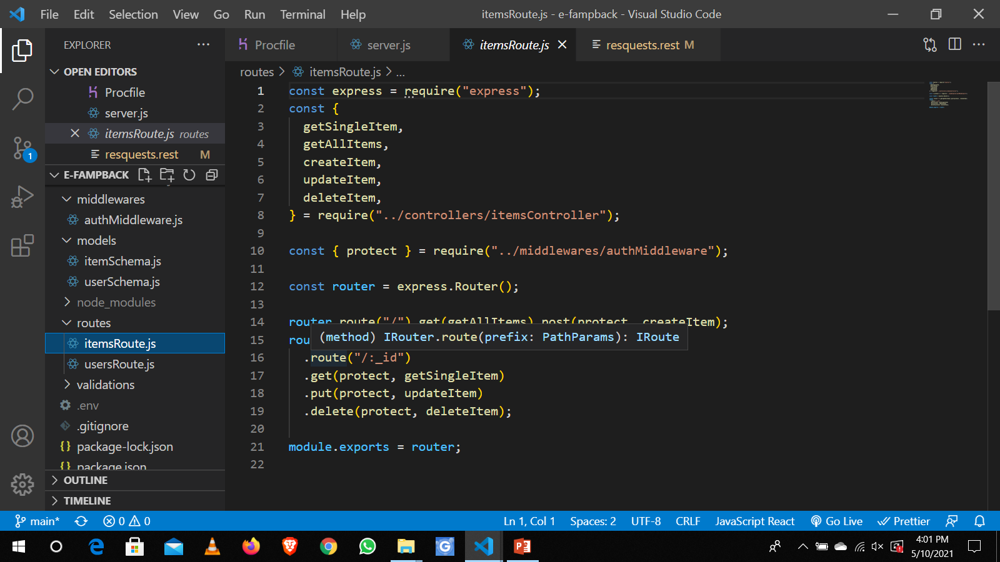 File Edit Selection View Go Run Terminal Help itemsRoute.js - e-fampback - Visual Studio Code
EXPLORER
Procfile server.js itemsRoute.js resquests.rest M
OPEN EDITORS
Procfile
server.js
itemsRoute.js routes
resquests.rest M
E-FAMPBACK
middlewares
authMiddleware.js
models
itemSchema.js
userSchema.js
node_modules
routes
itemsRoute.js
usersRoute.js
validations
.env
.gitignore
package-lock.json
package.json
OUTLINE
TIMELINE
routes > itemsRoute.js > ...
1 const express = require("express");
2 const {
3 getSingleItem,
4 getAllItems,
5 createItem,
6 updateItem,
7 deleteItem,
8 } = require("../controllers/itemsController");
9
10 const { protect } = require("../middlewares/authMiddleware");
11
12 const router = express.Router();
13
14 router.route("/").get(getAllItems).post(protect, createItem);
15 rou
(method) IRouter.route(prefix: PathParams): IRoute
16 .route("/:_id")
17 .get(protect, getSingleItem)
18 .put(protect, updateItem)
19 .delete(protect, deleteItem);
20
21 module.exports = router;
22
1
main* 0 0 Ln 1, Col 1 Spaces: 2 UTF-8 CRLF JavaScript React Go Live Prettier
4:01 PM
5/10/2021